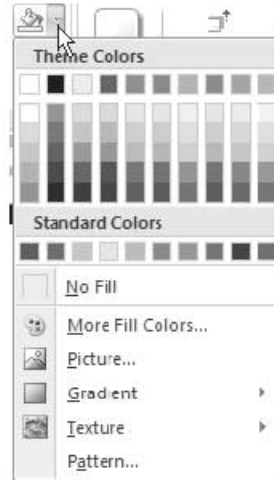 Theme Colors
Standard Colors
No Fill
More Fill Colors...
Picture...
Gradient
Texture
Pattern...